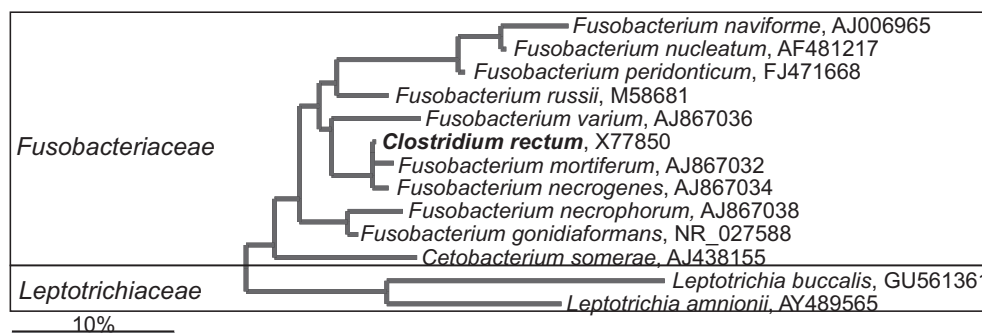 Fusobacterium naviforme, AJ006965
Fusobacterium nucleatum, AF481217
Fusobacterium peridonticum, FJ471668
Fusobacterium russii, M58681
Fusobacterium varium, AJ867036
Clostridium rectum, X77850
Fusobacteriaceae
Fusobacterium mortiferum, AJ867032
Fusobacterium necrogenes, AJ867034
Fusobacterium necrophorum, AJ867038
Fusobacterium gonidiaformans, NR_027588
Cetobacterium somerae, AJ438155
Leptotrichia buccalis, GU561361
Leptotrichiaceae
Leptotrichia amnionii, AY489565
10%